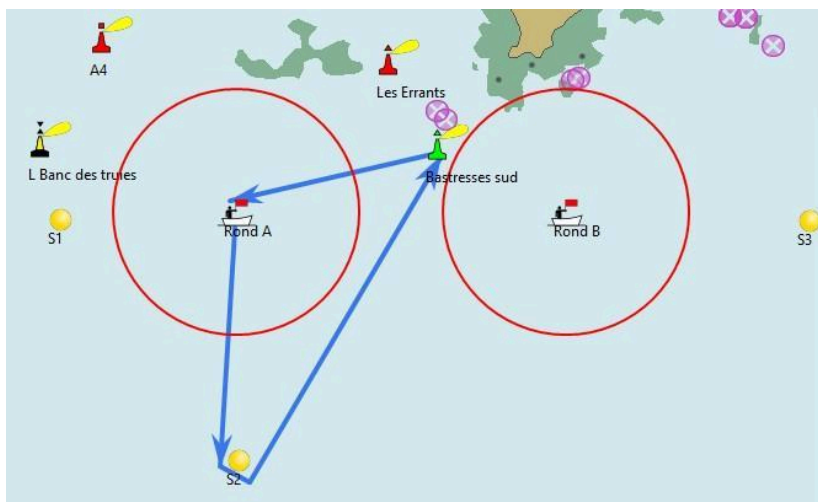 A4
Les Errants
L Banc des truies
Bastresses sud
S1
Rond A
Rond B
S3
S2